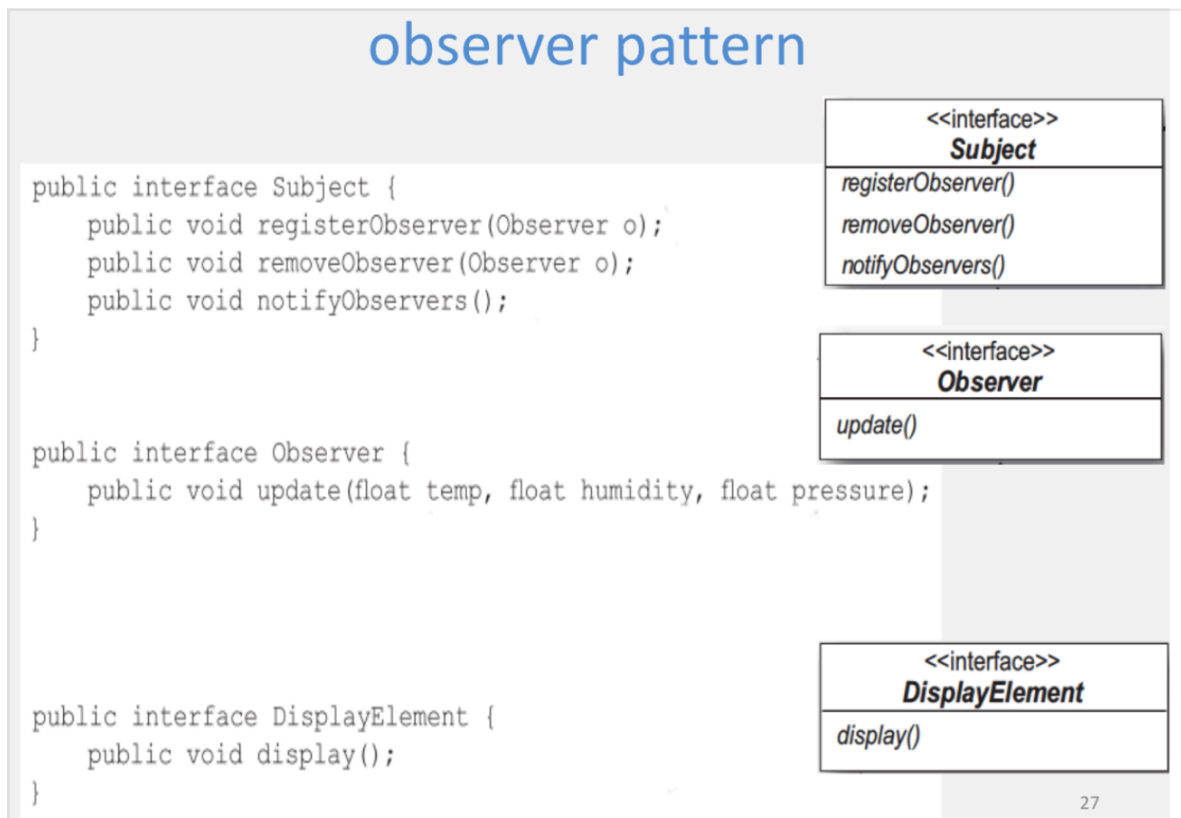 observer pattern
public interface Subject {
    public void registerObserver(Observer o);
    public void removeObserver(Observer o);
    public void notifyObservers();
}
<<interface>>
Subject
registerObserver()
removeObserver()
notifyObservers()
public interface Observer {
    public void update(float temp, float humidity, float pressure);
}
<<interface>>
Observer
update()
public interface DisplayElement {
    public void display();
}
<<interface>>
DisplayElement
display()
27